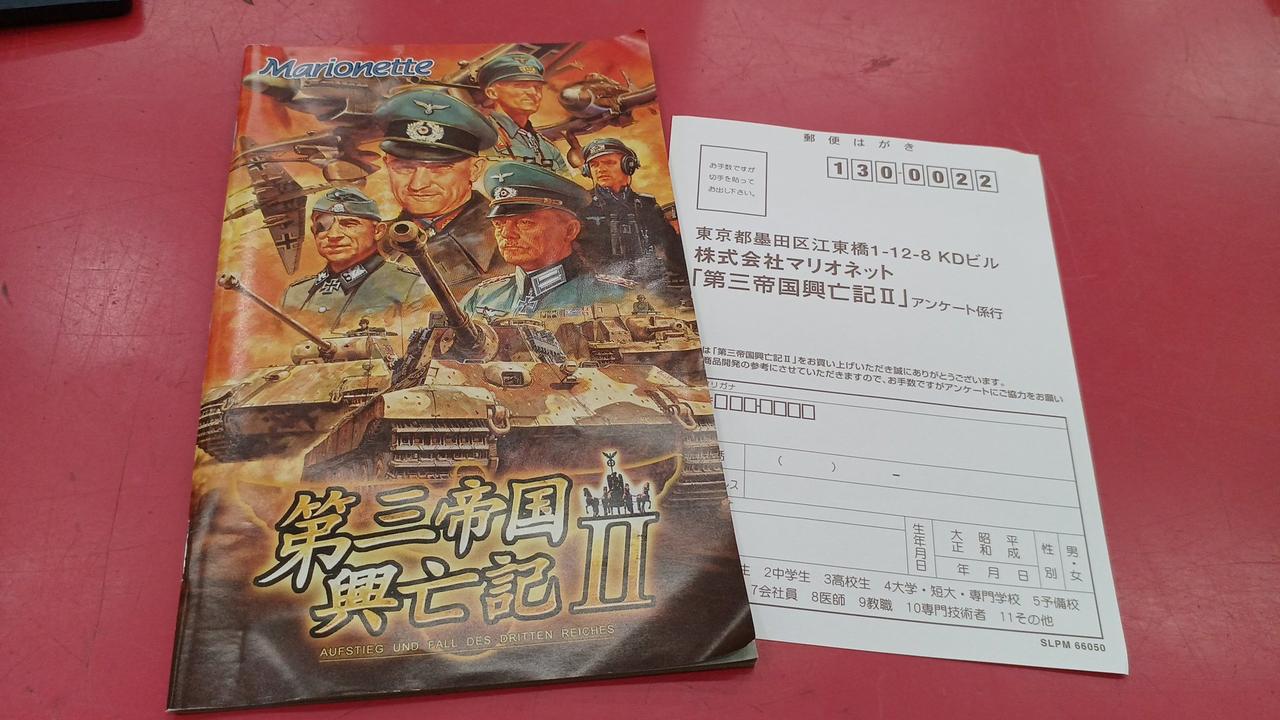 Marionette
第三帝国
興亡記 II
AUFSTIEG UND FALL DES DRITTEN REICHES
郵便はがき
お手数ですが
切手を貼って
お出し下さい。
130-0022
東京都墨田区江東橋1-12-8 KDビル
株式会社マリオネット
「第三帝国興亡記Ⅱ」アンケート係行
は「第三帝国興亡記Ⅱ」をお買い上げいただき誠にありがとうございます。
商品開発の参考にさせていただきますので、お手数ですがアンケートにご協力をお願い
リガナ
( ) -
生年月日
大正 昭和 平成
年 月 日
性別
男・女
生 2中学生 3高校生 4大学・短大・専門学校 5予備校
7会社員 8医師 9教職 10専門技術者 11その他
SLPM 66050